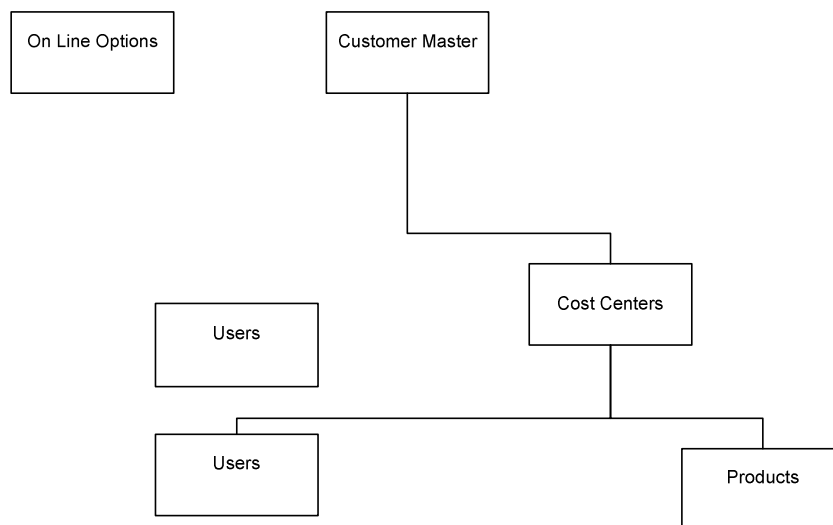 On Line Options
Customer Master
Cost Centers
Users
Users
Products